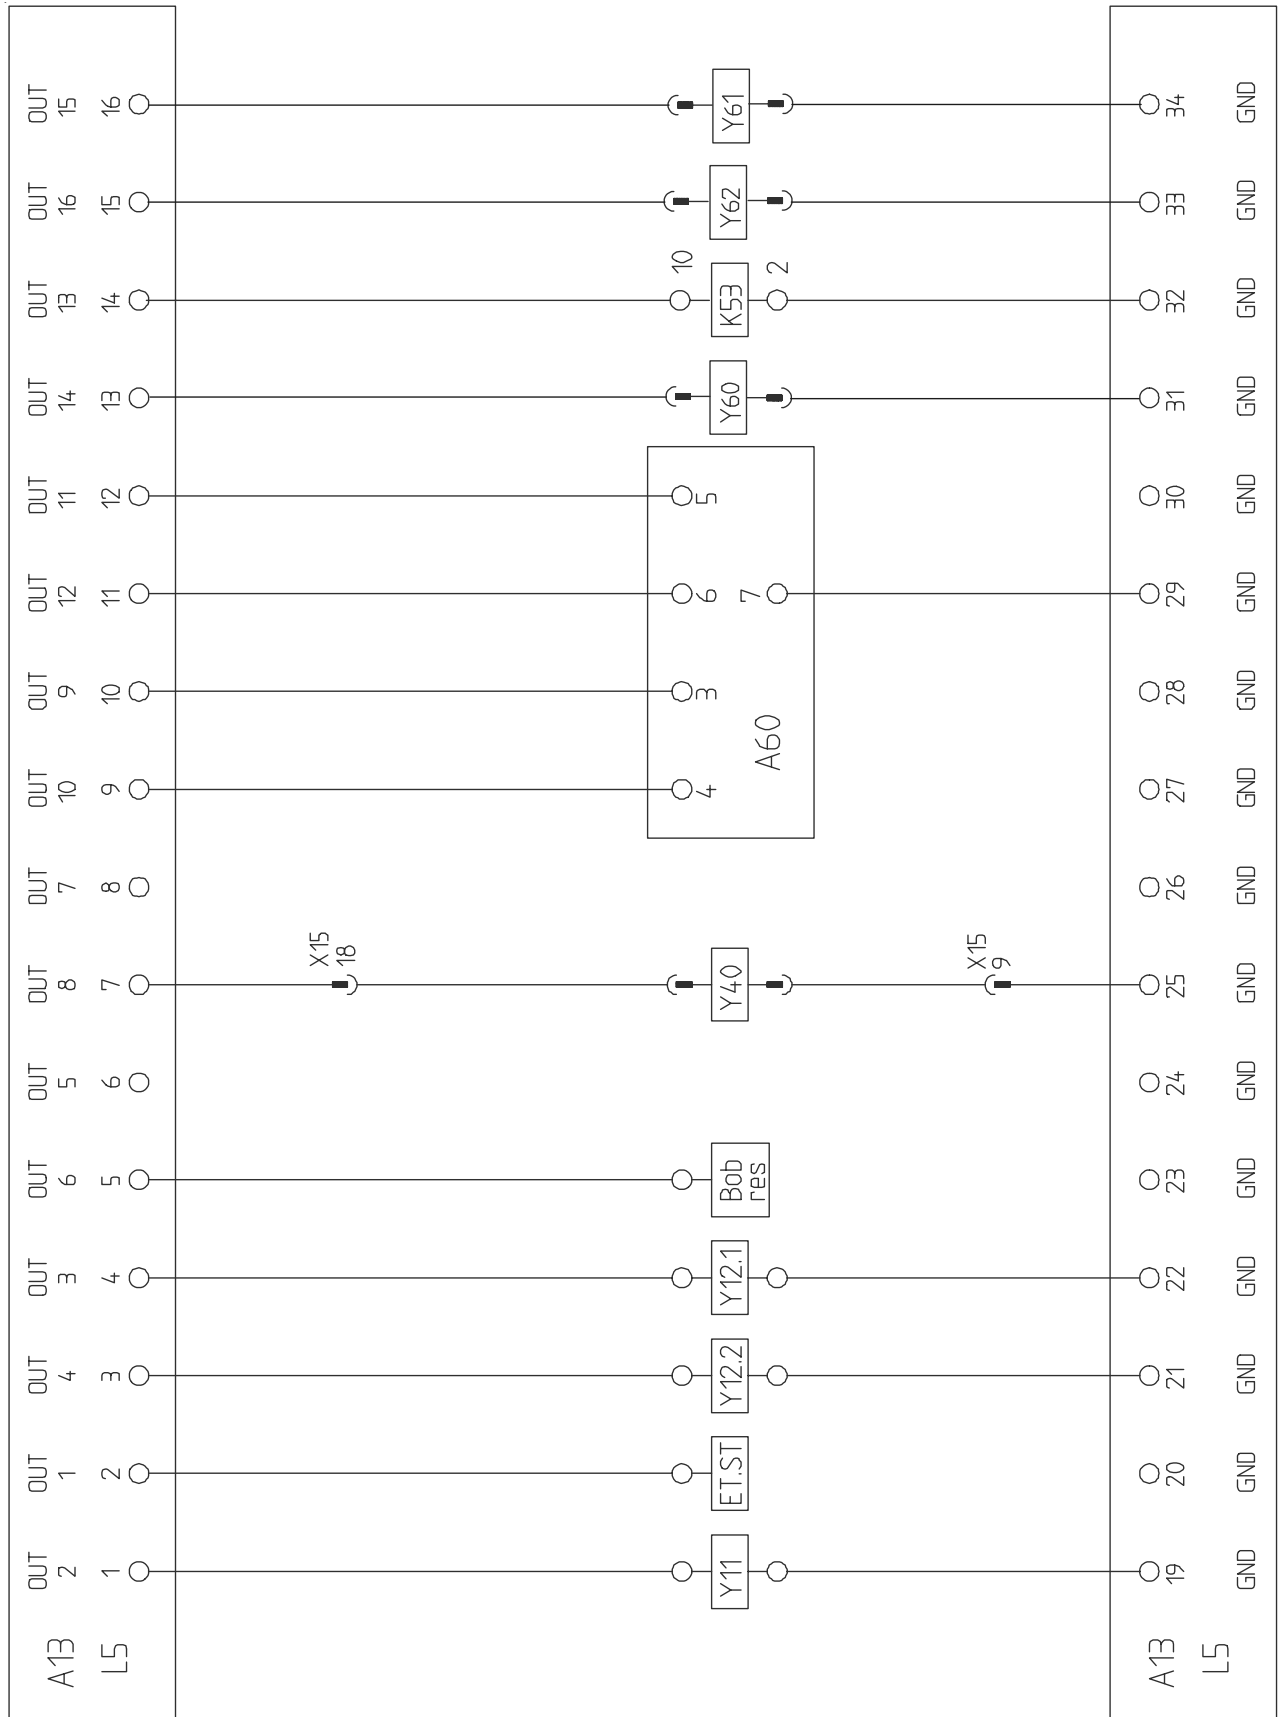 OUT OUT OUT OUT OUT OUT OUT OUT OUT OUT OUT OUT OUT OUT OUT OUT
A13 2 1 4 3 6 5 8 7 10 9 12 11 14 13 16 15
L5 1 2 3 4 5 6 7 8 9 10 11 12 13 14 15 16
X15
18
10
4 3 6 5
Y11 ET.ST Y12.2 Y12.1 Bob Y40 Y60 K53 Y62 Y61
res 7
A60 2
X15
9
A13 19 20 21 22 23 24 25 26 27 28 29 30 31 32 33 34
L5 GND GND GND GND GND GND GND GND GND GND GND GND GND GND GND GND